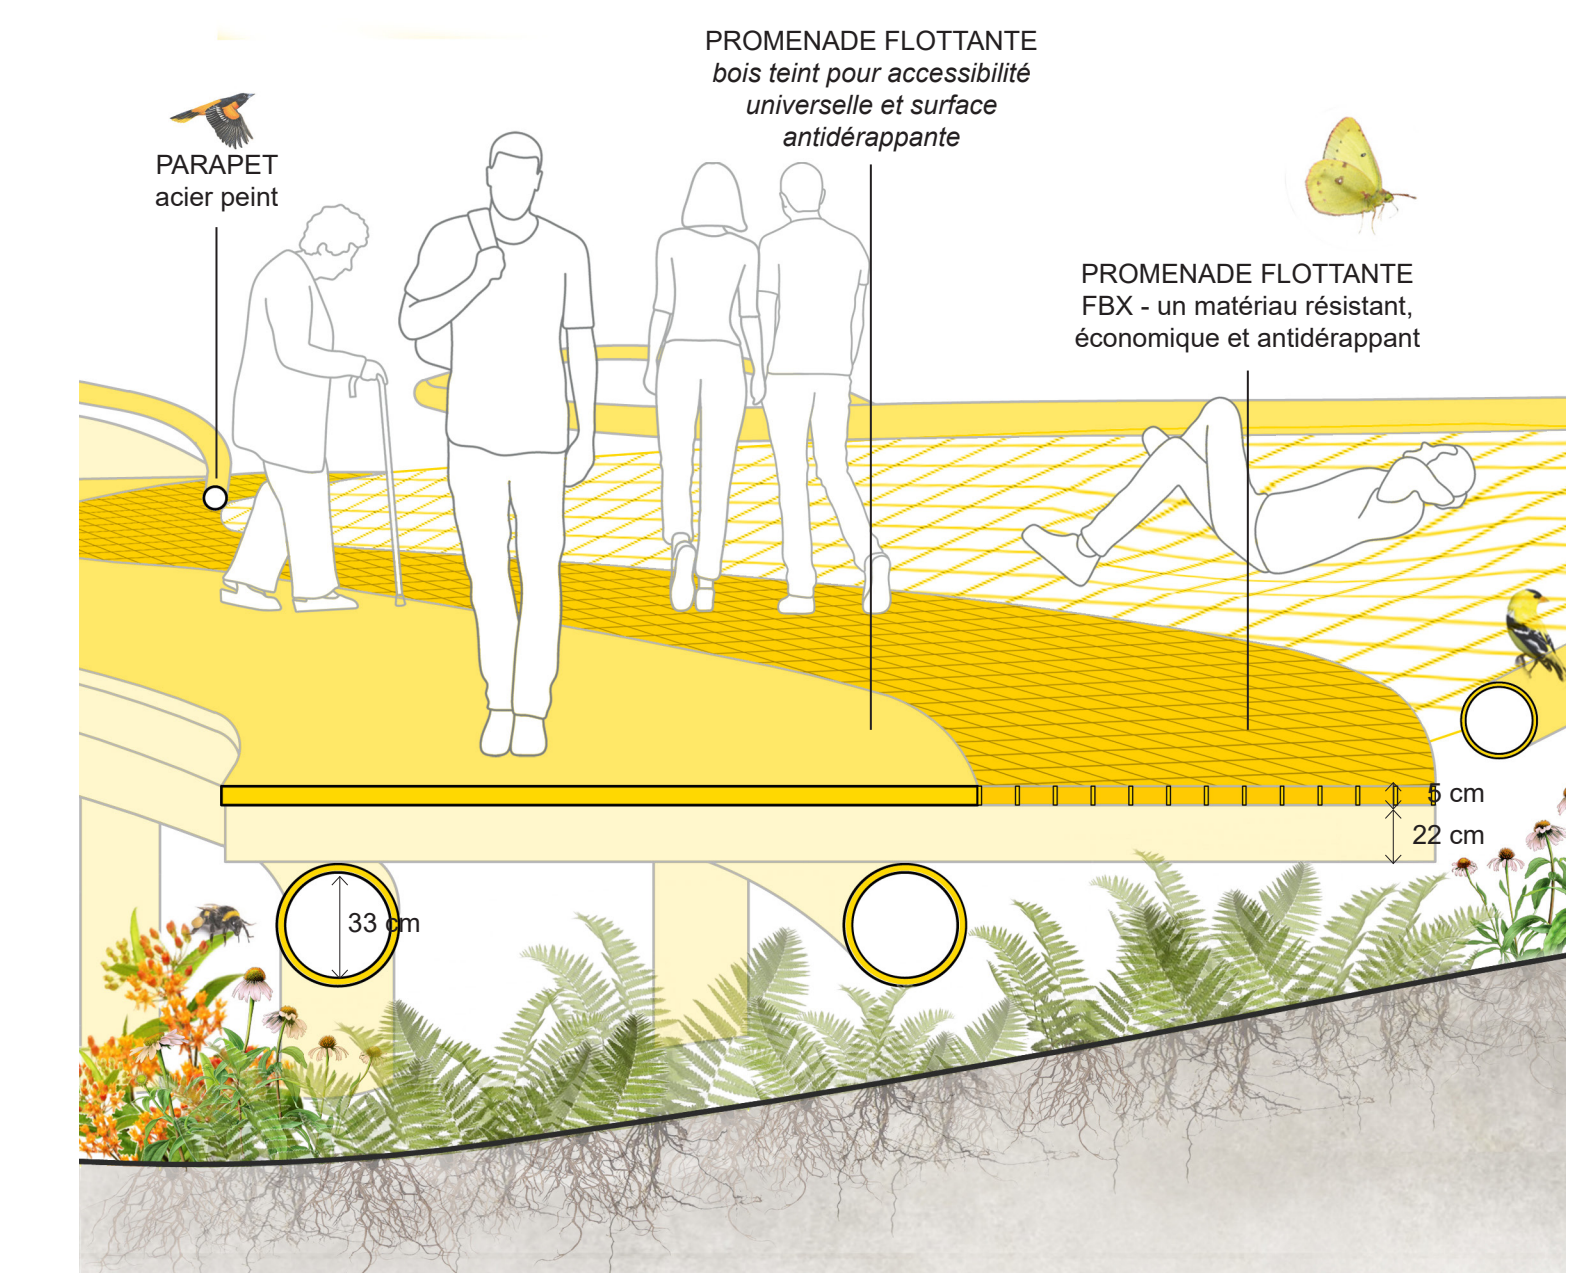 PROMENADE FLOTTANTE
bois teint pour accessibilité
universelle et surface
antidérappante
PARAPET
acier peint
PROMENADE FLOTTANTE
FBX - un matériau résistant,
économique et antidérappant
5 cm
22 cm
33 cm